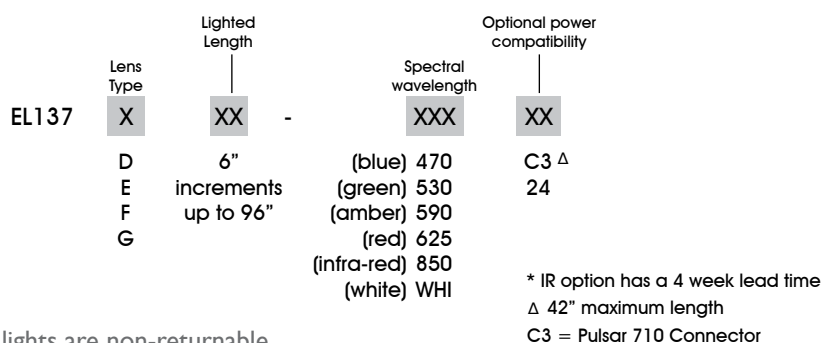 Lighted
Length
Optional power
compatibility
Lens
Type
Spectral
wavelength
EL137 X XX - XXX XX
D 6” (blue) 470 C3 Δ
E increments (green) 530 24
F up to 96” (amber) 590
G (red) 625
(infra-red) 850
(white) WHI
* IR option has a 4 week lead time
Δ 42” maximum length
C3 = Pulsar 710 Connector
lights are non-returnable